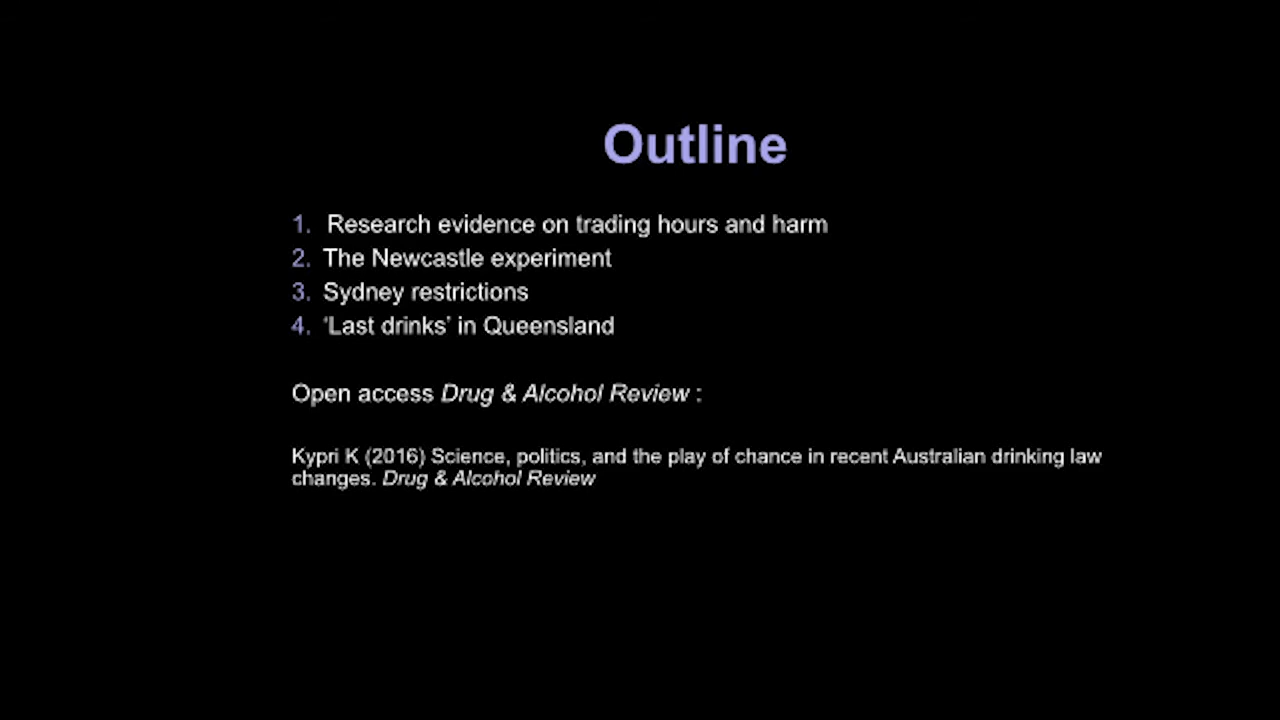 Outline
1. Research evidence on trading hours and harm
2. The Newcastle experiment
3. Sydney restrictions
4. ‘Last drinks’ in Queensland
Open access Drug & Alcohol Review :
Kypri K (2016) Science, politics, and the play of chance in recent Australian drinking law
changes. Drug & Alcohol Review